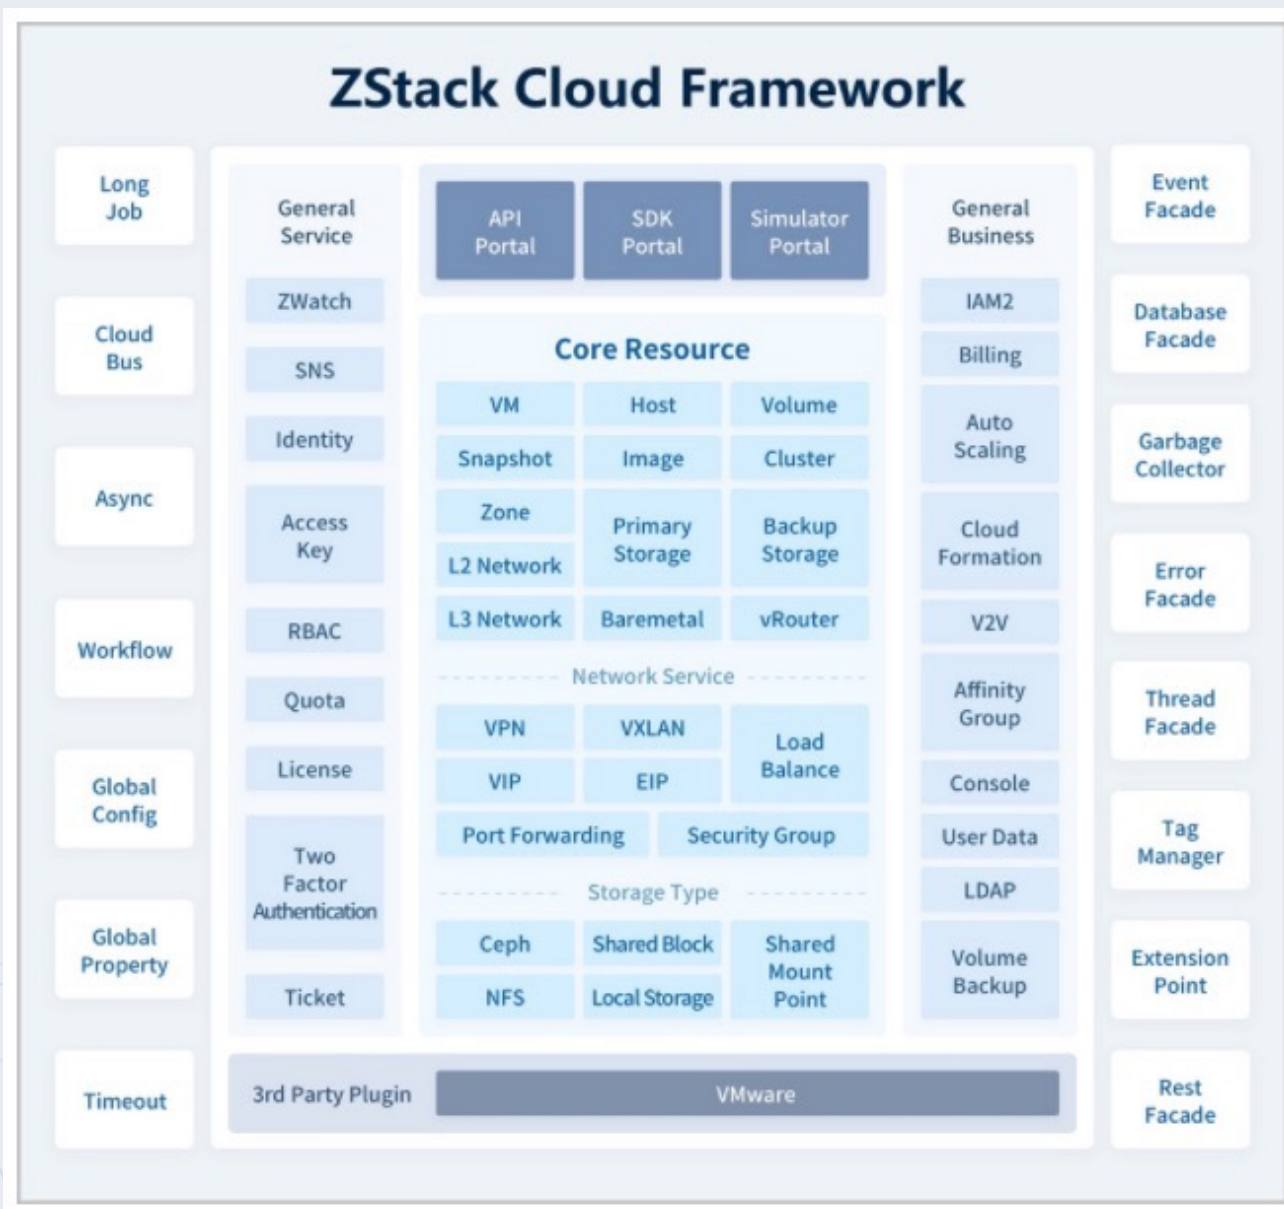 ZStack Cloud Framework
Long
Job
Cloud
Bus
Async
Workflow
Global
Config
Global
Property
Timeout
General
Service
ZWatch
SNS
Identity
Access
Key
RBAC
Quota
License
Two
Factor
Authentication
Ticket
API
Portal
SDK
Portal
Simulator
Portal
Core Resource
VM
Host
Volume
Snapshot
Image
Cluster
Zone
L2 Network
Primary
Storage
Backup
Storage
L3 Network
Baremetal
vRouter
Network Service
VPN
VXLAN
Load
Balance
VIP
EIP
Port Forwarding
Security Group
Storage Type
Ceph
Shared Block
Shared
Mount
Point
NFS
Local Storage
General
Business
IAM2
Billing
Auto
Scaling
Cloud
Formation
V2V
Affinity
Group
Console
User Data
LDAP
Volume
Backup
3rd Party Plugin
VMware
Event
Facade
Database
Facade
Garbage
Collector
Error
Facade
Thread
Facade
Tag
Manager
Extension
Point
Rest
Facade